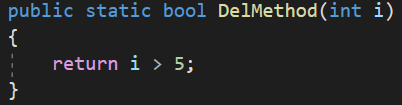 public static bool DelMethod(int i)
{
    return i > 5;
}